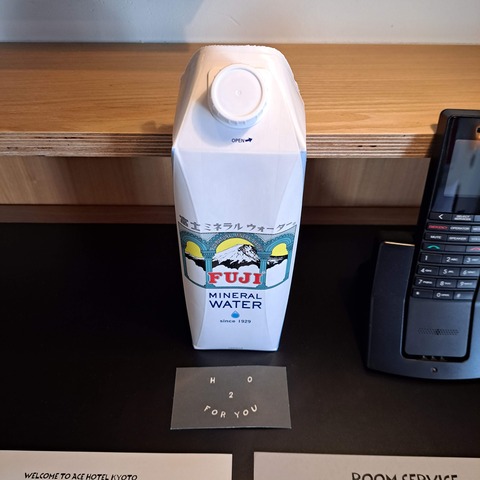 OPEN
富士ミネラルウォーター
FUJI
MINERAL
WATER
since 1929
H O
2
FOR YOU
WELCOME TO ACE HOTEL KYOTO
ROOM SERVICE